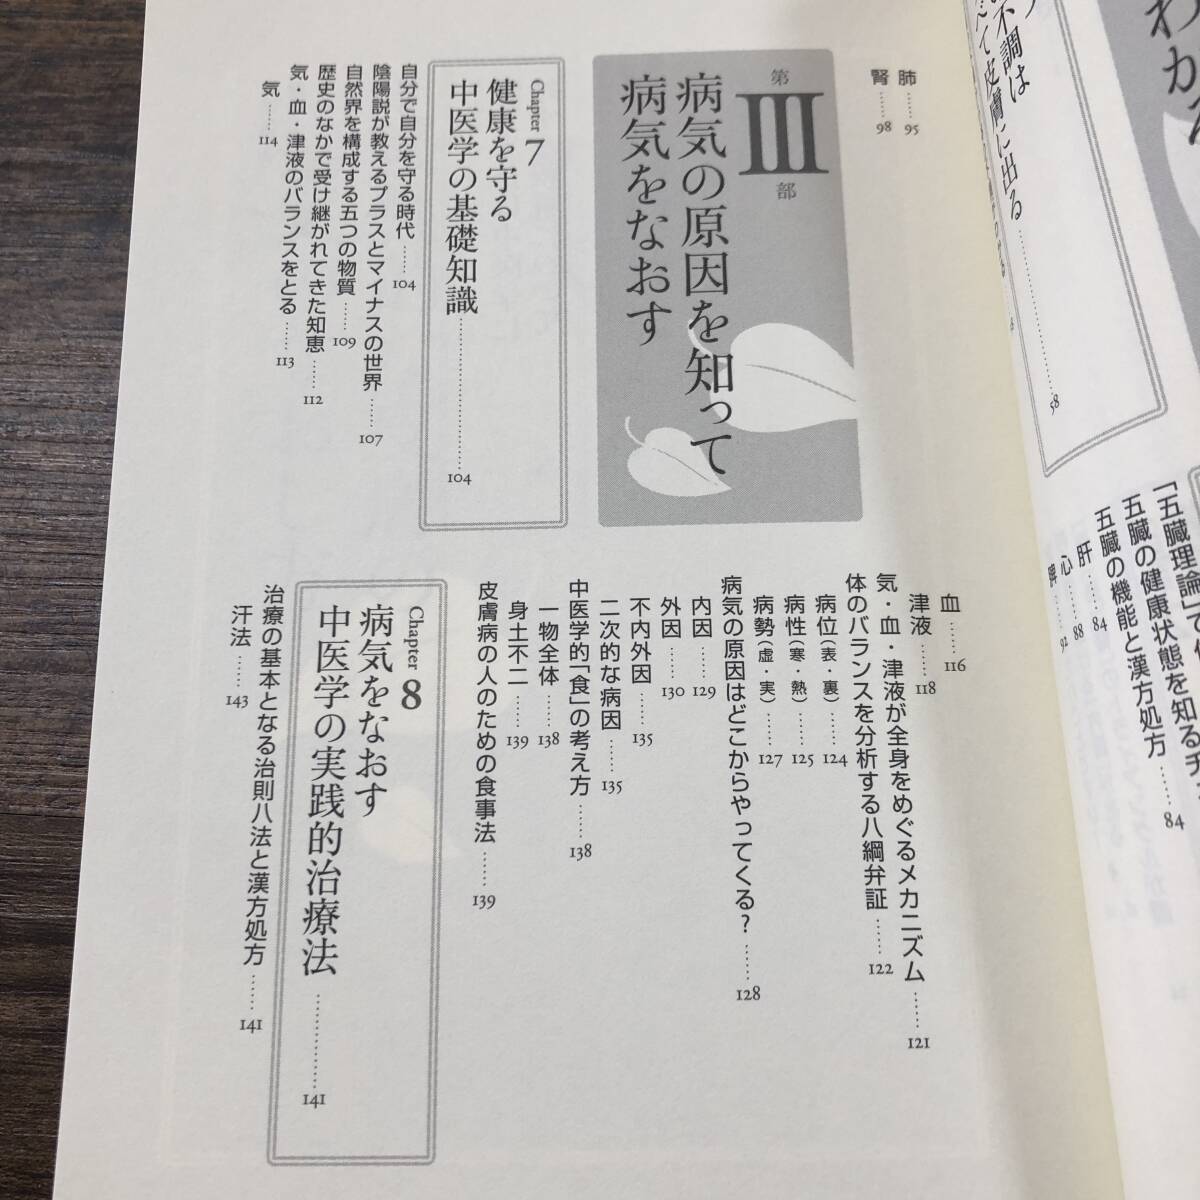 不調は
すべて皮膚に出る………58
「五臓理論」で
五臓の健康状態を知るチ
五臓の機能と漢方処方……84
肝……84
心……88
脾……92
肺……95
腎……98
第
III
部
病気の原因を知って
病気をなおす
Chapter 7
健康を守る
中医学の基礎知識………104
自分で自分を守る時代……104
陰陽説が教えるプラスとマイナスの世界……107
自然界を構成する五つの物質……109
歴史のなかで受け継がれてきた知恵……112
気・血・津液のバランスをとる……113
気……114
血……116
津液……118
気・血・津液が全身をめぐるメカニズム……121
体のバランスを分析する八綱弁証……122
病位(表・裏)……124
病性(寒・熱)……125
病勢(虚・実)……127
病気の原因はどこからやってくる?……128
内因……129
外因……130
不内外因……135
二次的な病因……135
中医学的「食」の考え方……138
一物全体……138
身土不二……139
皮膚病の人のための食事法……139
Chapter 8
病気をなおす
中医学の実践的治療法………141
治療の基本となる治則八法と漢方処方……141
汗法……143